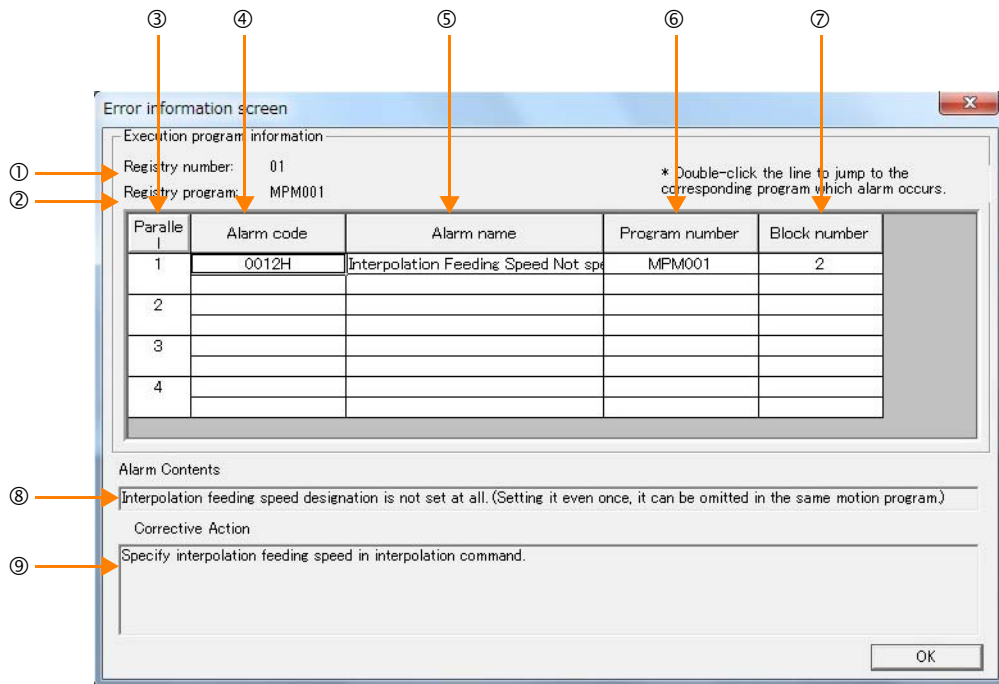 ③ ④ ⑤ ⑥ ⑦
Error information screen
Execution program information
① Registry number: 01
② Registry program: MPM001
* Double-click the line to jump to the
corresponding program which alarm occurs.
Paralle
l Alarm code Alarm name Program number Block number
1 0012H Interpolation Feeding Speed Not spe MPM001 2
2
3
4
Alarm Contents
⑧ Interpolation feeding speed designation is not set at all. (Setting it even once, it can be omitted in the same motion program.)
Corrective Action
⑨ Specify interpolation feeding speed in interpolation command.
OK